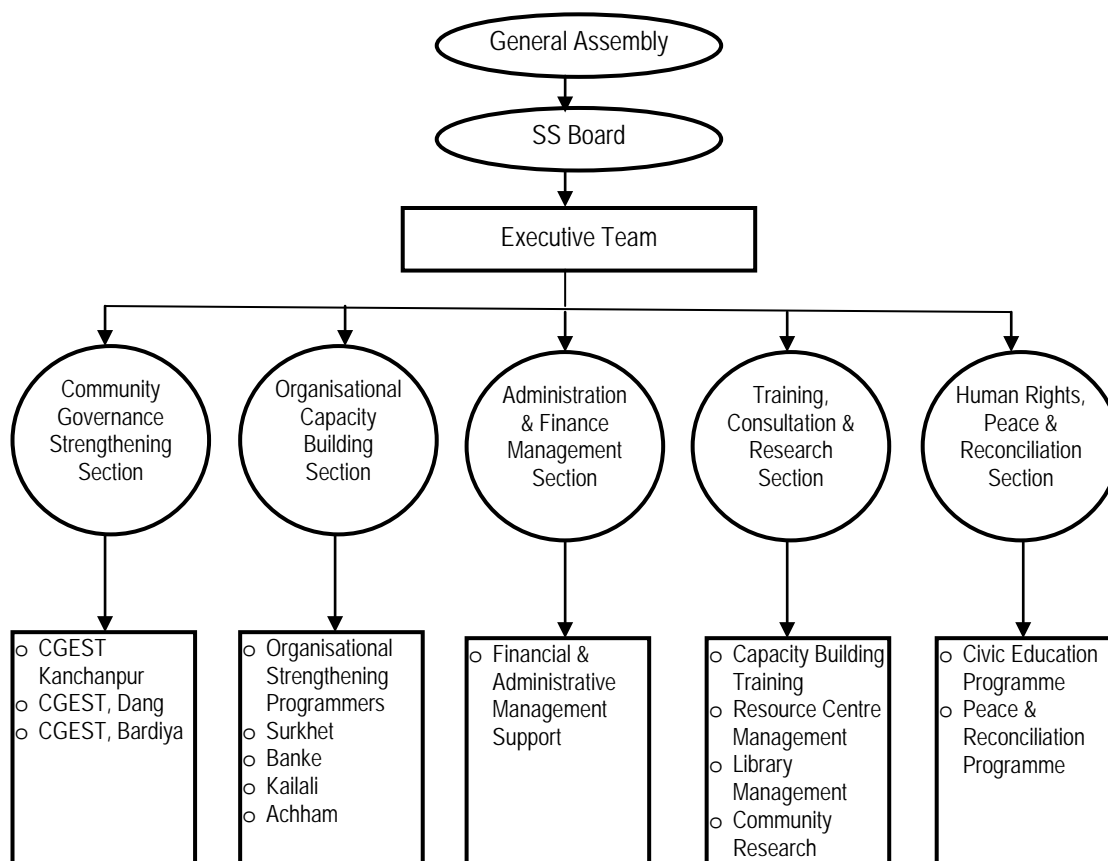 General Assembly
SS Board
Executive Team
Community
Governance
Strengthening
Section
Organisational
Capacity
Building
Section
Administration
& Finance
Management
Section
Training,
Consultation &
Research
Section
Human Rights,
Peace &
Reconciliation
Section
o CGEST
Kanchanpur
o CGEST, Dang
o CGEST, Bardiya
o Organisational
Strengthening
Programmers
o Surkhet
o Banke
o Kailali
o Achham
o Financial &
Administrative
Management
Support
o Capacity Building
Training
o Resource Centre
Management
o Library
Management
o Community
Research
o Civic Education
Programme
o Peace &
Reconciliation
Programme